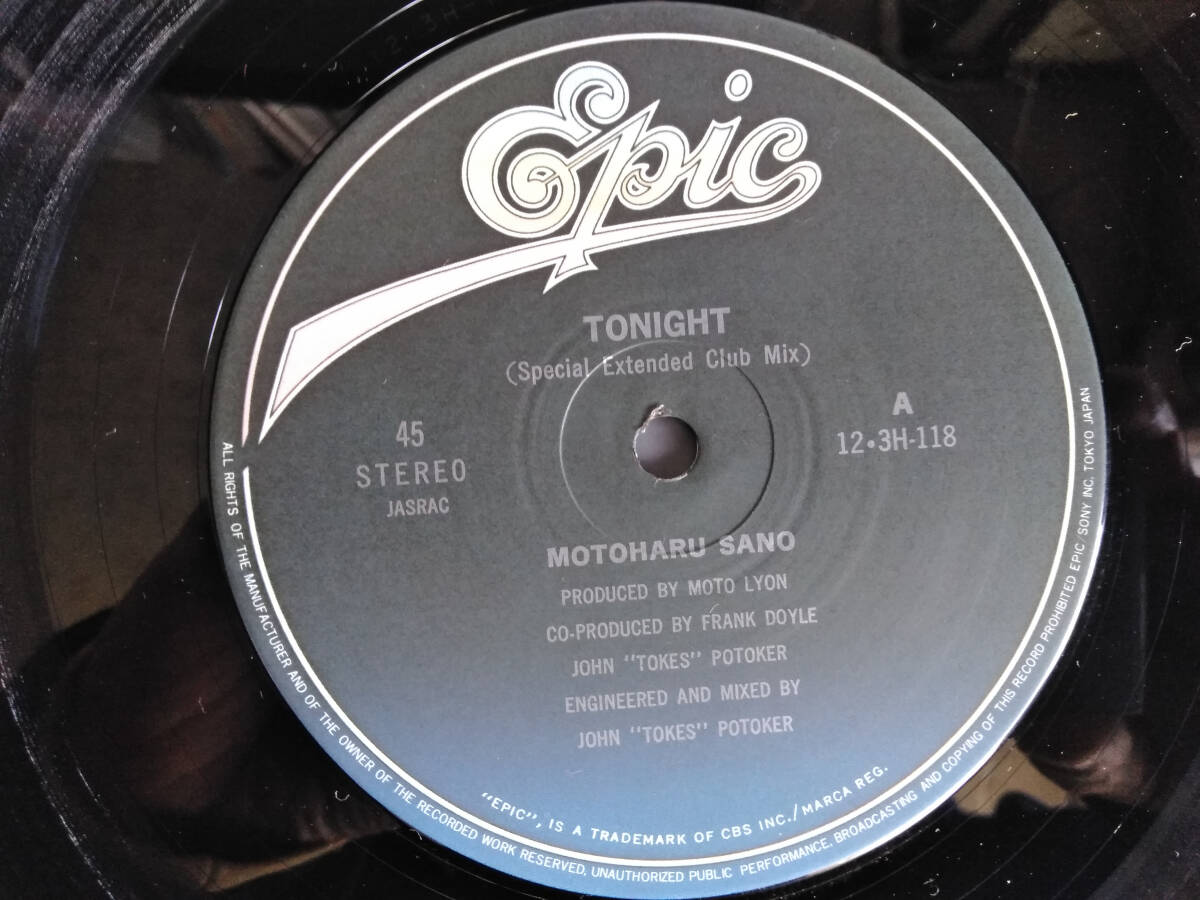 Epic
TONIGHT
(Special Extended Club Mix)
45
STEREO
JASRAC
A
12•3H-118
MOTOHARU SANO
PRODUCED BY MOTO LYON
CO-PRODUCED BY FRANK DOYLE
JOHN "TOKES" POTOKER
ENGINEERED AND MIXED BY
JOHN "TOKES" POTOKER
"EPIC", IS A TRADEMARK OF CBS INC./MARCA REG.
ALL RIGHTS OF THE MANUFACTURER AND OF THE OWNER OF THE RECORDED WORK RESERVED, UNAUTHORIZED PUBLIC PERFORMANCE, BROADCASTING AND COPYING OF THIS RECORD PROHIBITED EPIC/SONY INC. TOKYO JAPAN